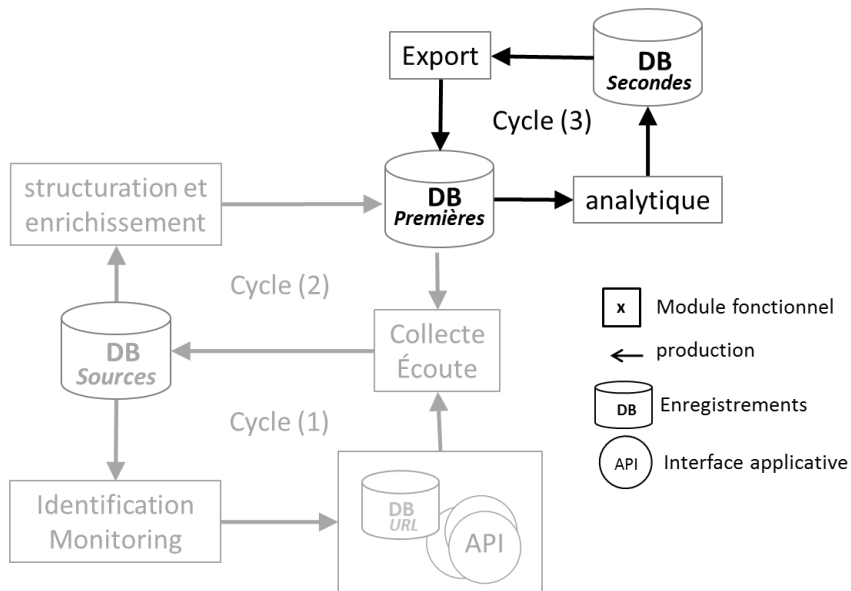 Export
DB
Secondes
Cycle (3)
structuration et
enrichissement
DB
Premières
analytique
Cycle (2)
Collecte
Écoute
DB
Sources
Cycle (1)
Identification
Monitoring
DB
URL
API
x Module fonctionnel
production
DB Enregistrements
API Interface applicative